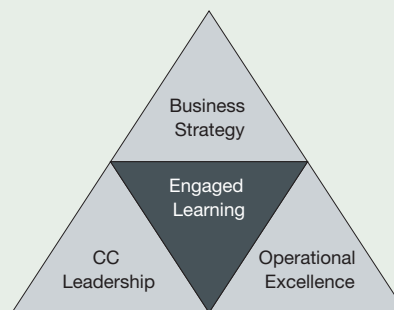 Business
Strategy
Engaged
Learning
CC
Leadership
Operational
Excellence